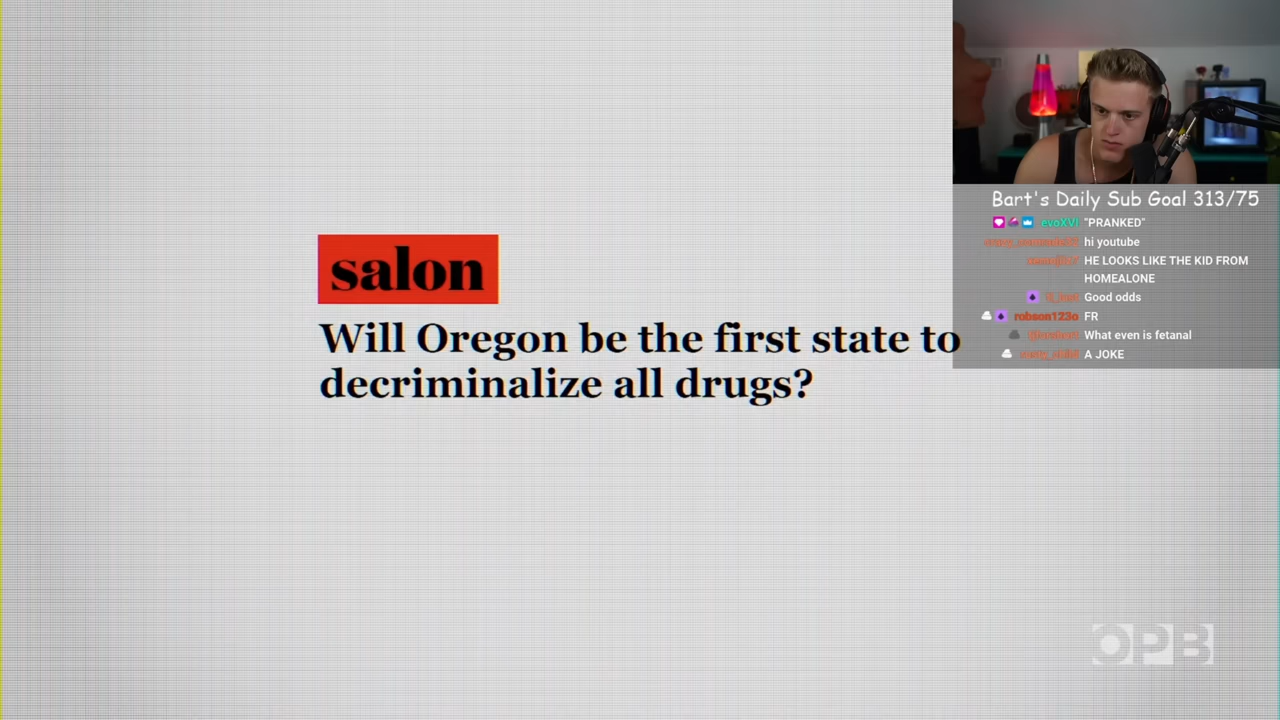 salon
Will Oregon be the first state to
decriminalize all drugs?
OPB
Bart's Daily Sub Goal 313/75
evoXVI "PRANKED"
hi youtube
HE LOOKS LIKE THE KID FROM
HOMEALONE
Good odds
robson123o FR
What even is fetanal
A JOKE